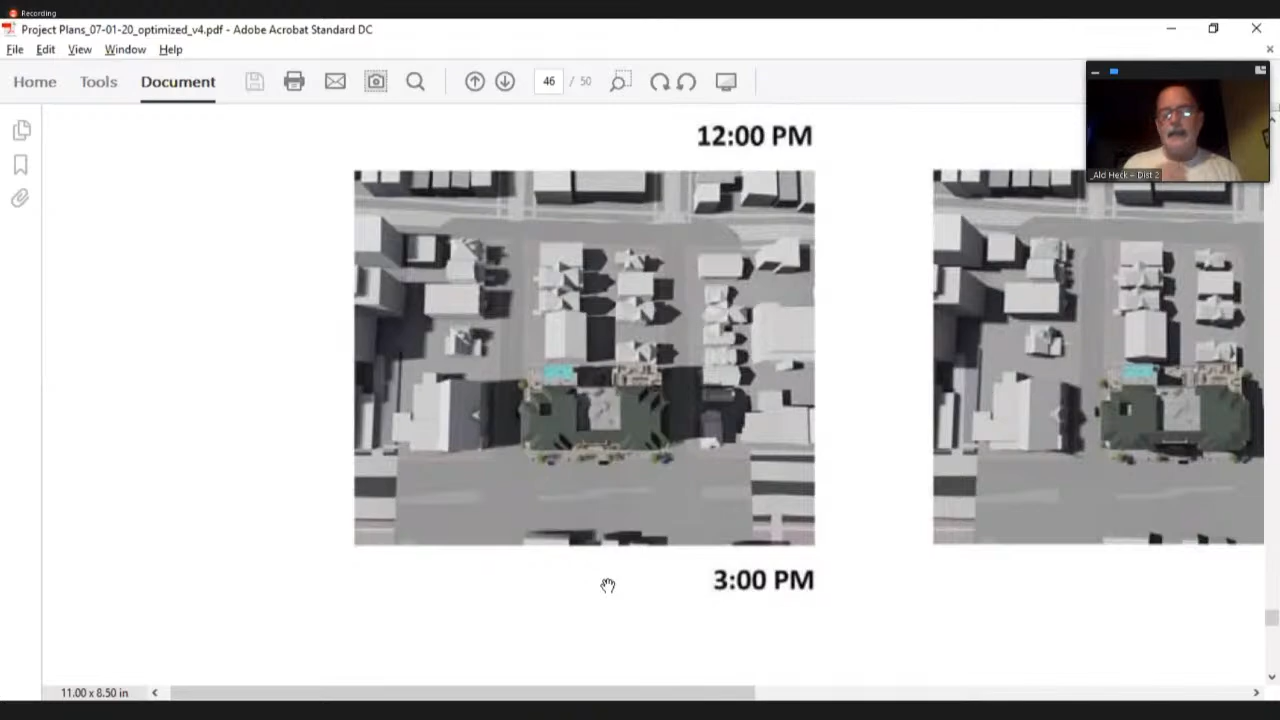 Recording
Project Plans_07-01-20_optimized_v4.pdf - Adobe Acrobat Standard DC
File Edit View Window Help
Home Tools Document 46 / 50
_Ald Heck – Dist 2
12:00 PM
3:00 PM
11.00 x 8.50 in